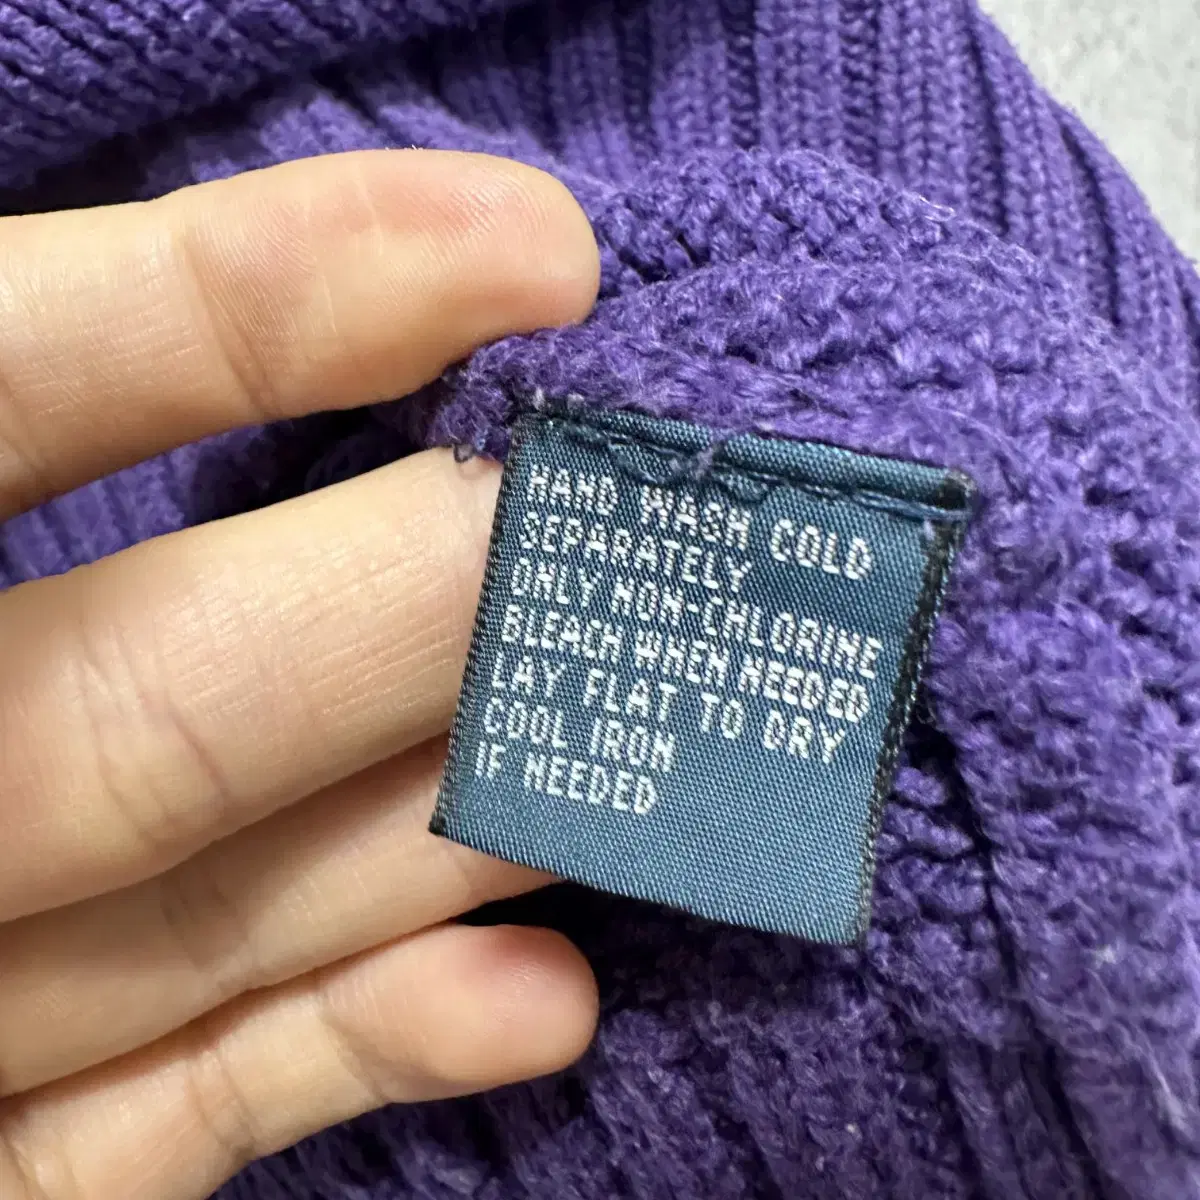 HAND WASH COLD
SEPARATELY
ONLY NON-CHLORINE
BLEACH WHEN NEEDED
LAY FLAT TO DRY
COOL IRON
IF NEEDED